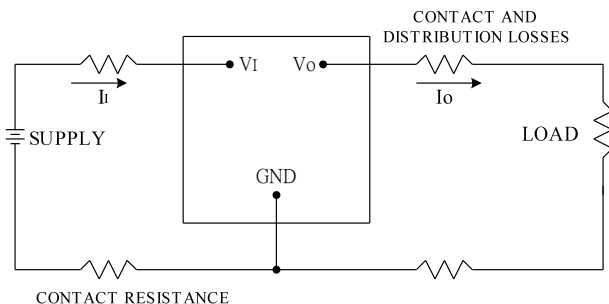 CONTACT AND
DISTRIBUTION LOSSES
VI
VO
II
IO
SUPPLY
LOAD
GND
CONTACT RESISTANCE